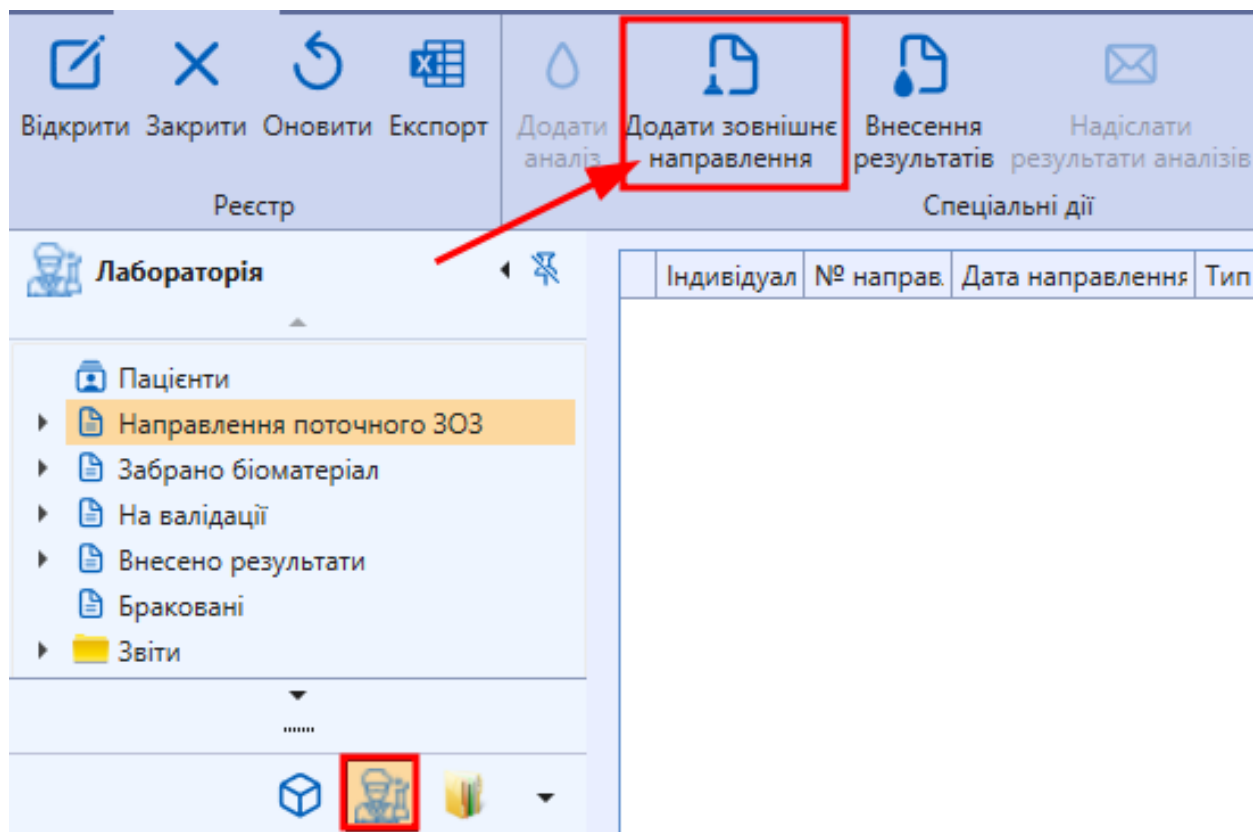 Відкрити Закрити Оновити Експорт
Додати аналіз
Додати зовнішнє направлення
Внесення результатів
Надіслати результати аналізів
Реєстр
Спеціальні дії
Лабораторія
Індивідуал № направ. Дата направлення Тип
Пацієнти
Направлення поточного ЗОЗ
Забрано біоматеріал
На валідації
Внесено результати
Браковані
Звіти